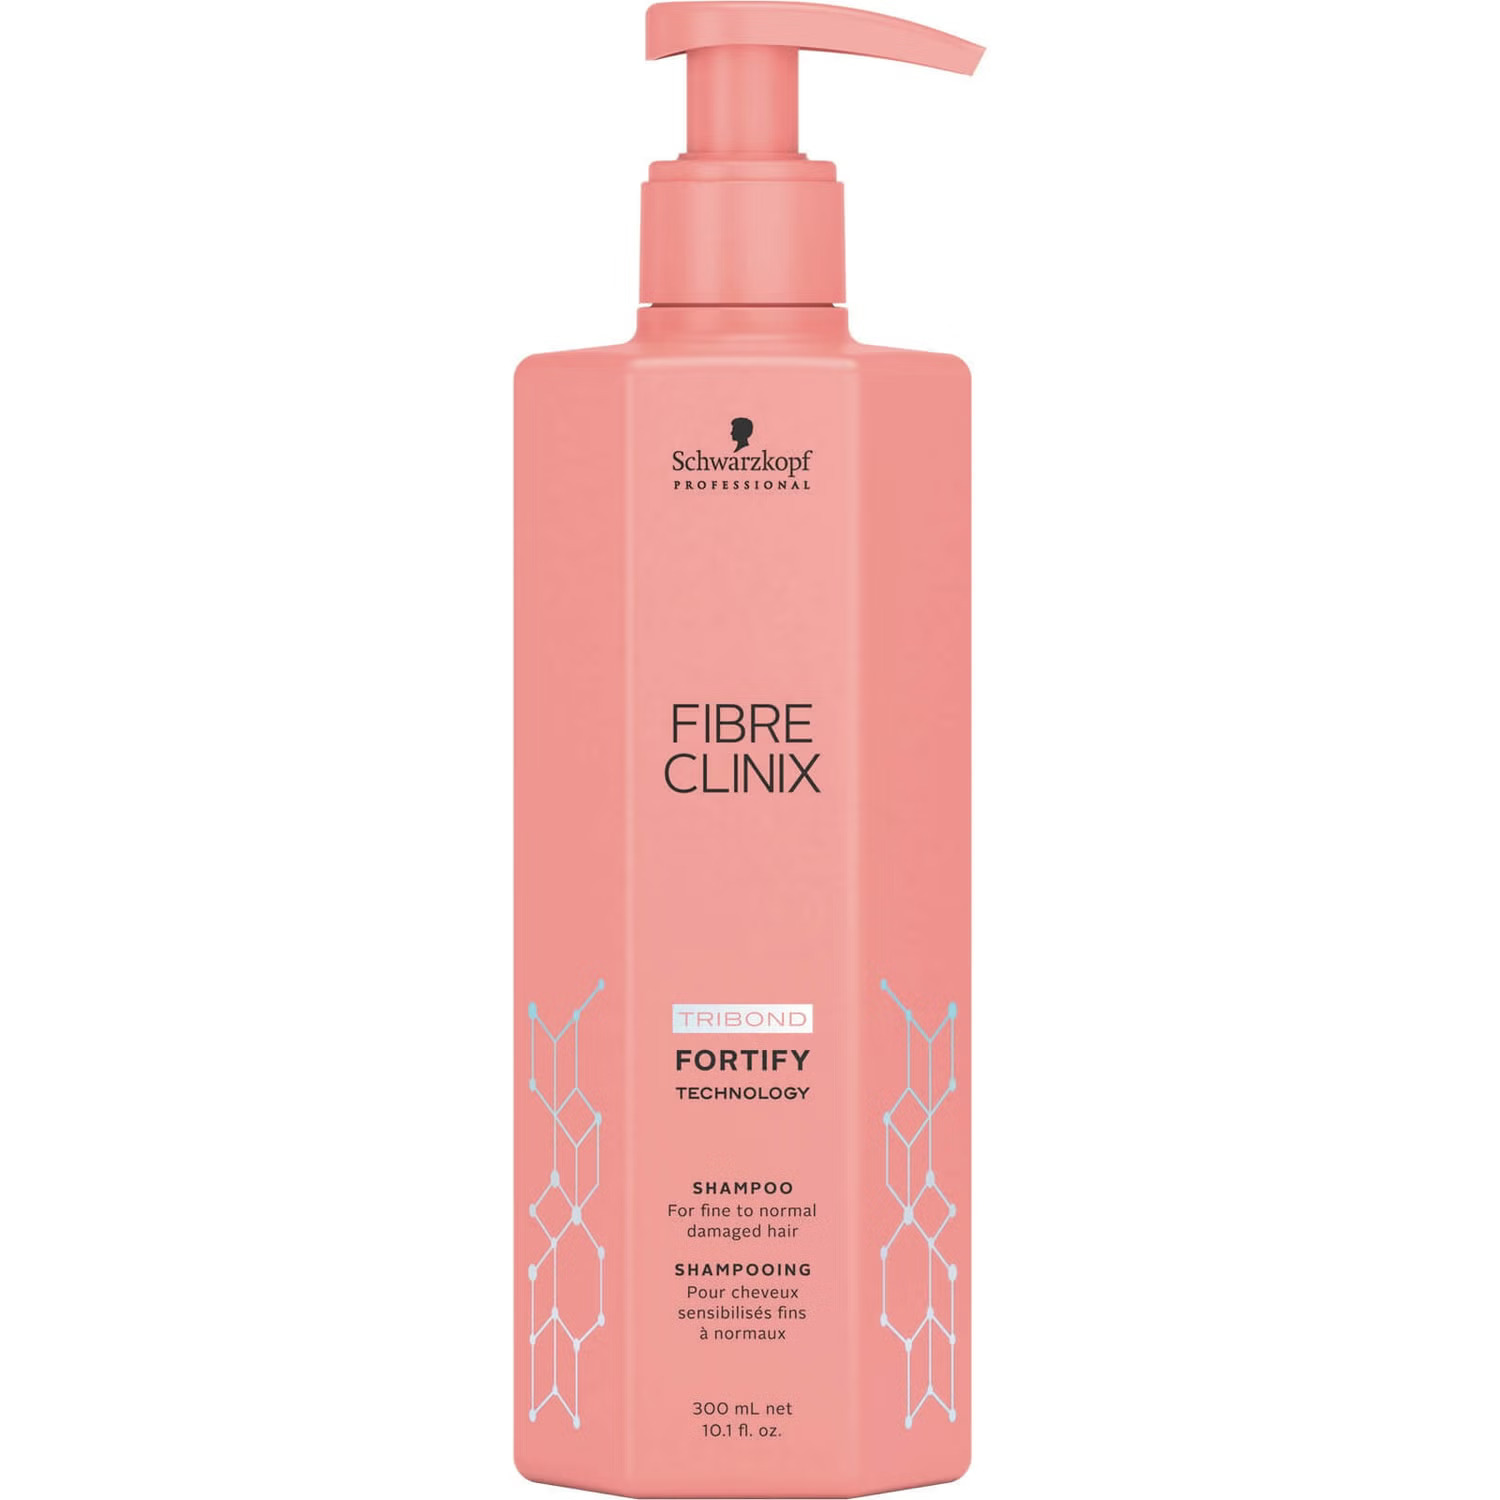 Schwarzkopf
PROFESSIONAL
FIBRE
CLINIX
TRIBOND
FORTIFY
TECHNOLOGY
SHAMPOO
For fine to normal
damaged hair
SHAMPOOING
Pour cheveux
sensibilisés fins
à normaux
300 mL net
10.1 fl. oz.